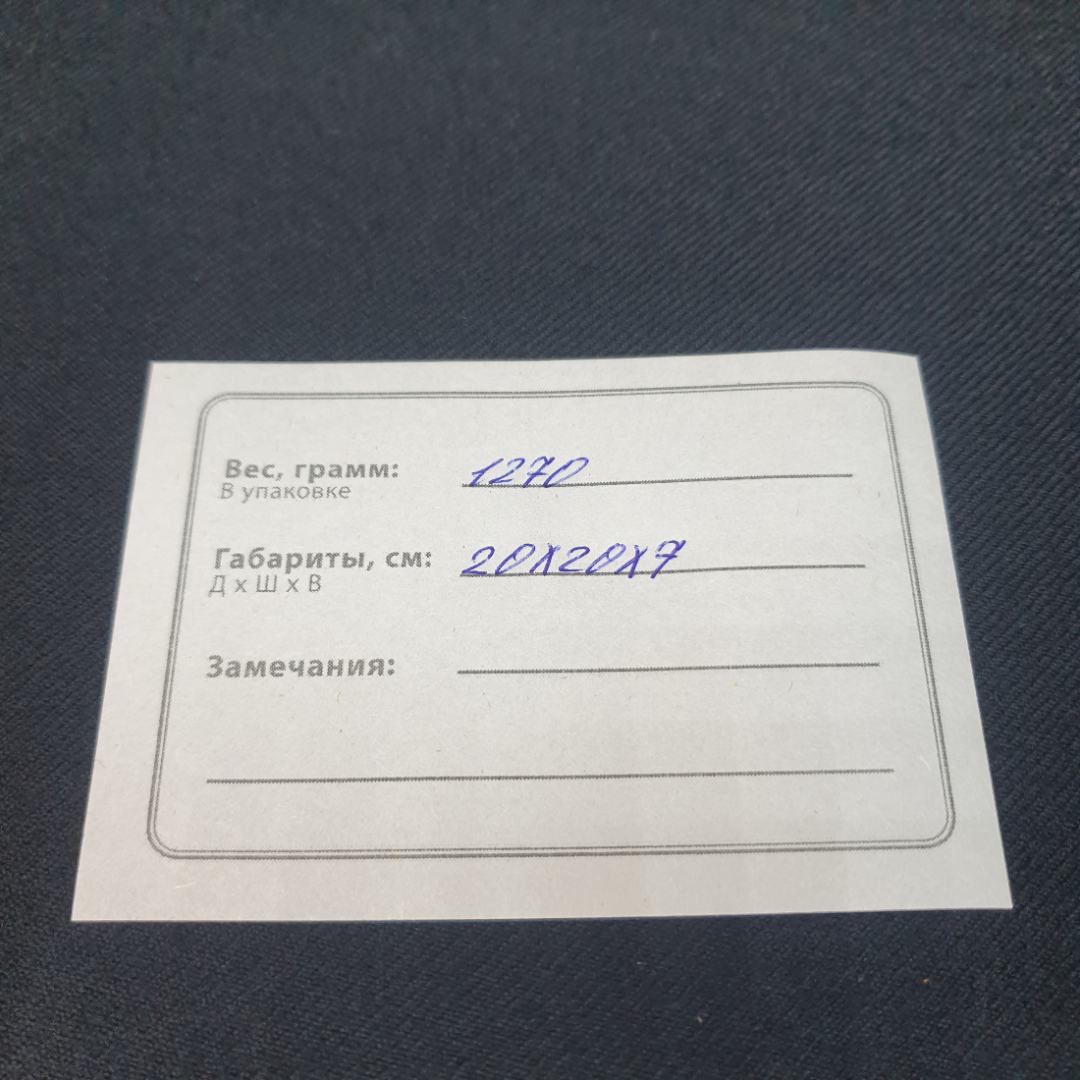 Вес, грамм: 1270
В упаковке
Габариты, см: 20х20х7
Д х Ш х В
Замечания: